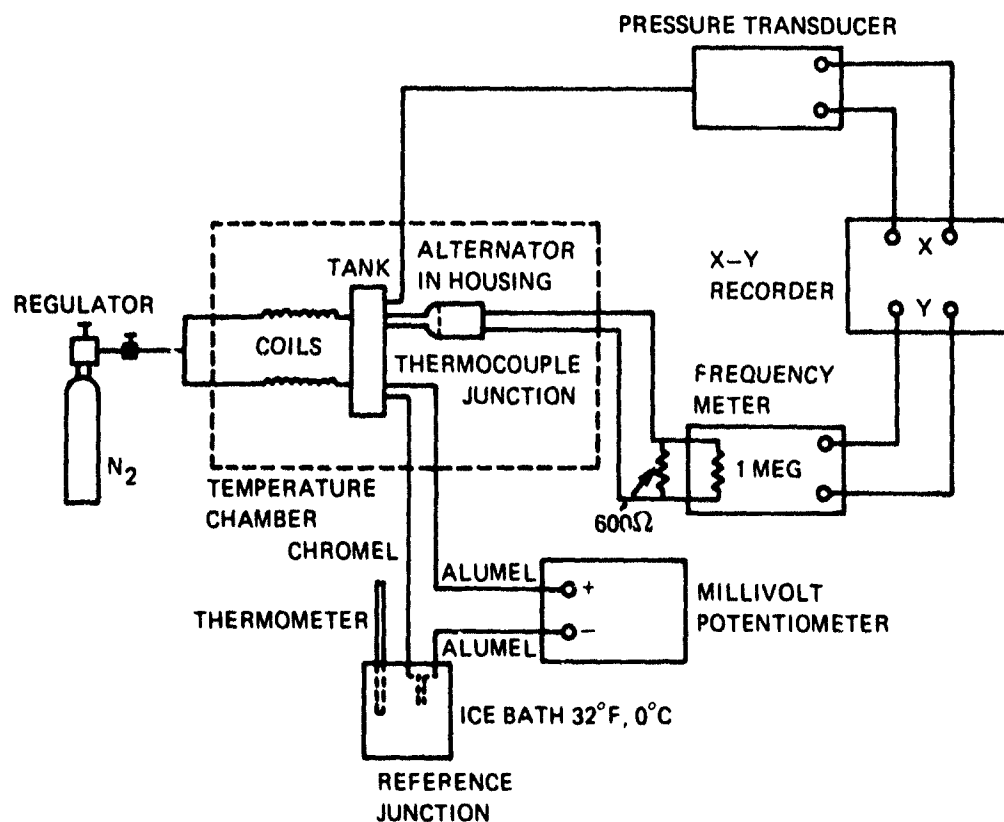 PRESSURE TRANSDUCER
ALTERNATOR
IN HOUSING
TANK
X–Y
RECORDER
X
Y
REGULATOR
COILS
THERMOCOUPLE
JUNCTION
FREQUENCY
METER
1 MEG
N2
600Ω
TEMPERATURE
CHAMBER
CHROMEL
ALUMEL
+
MILLIVOLT
POTENTIOMETER
THERMOMETER
–
ALUMEL
ICE BATH 32°F, 0°C
REFERENCE
JUNCTION